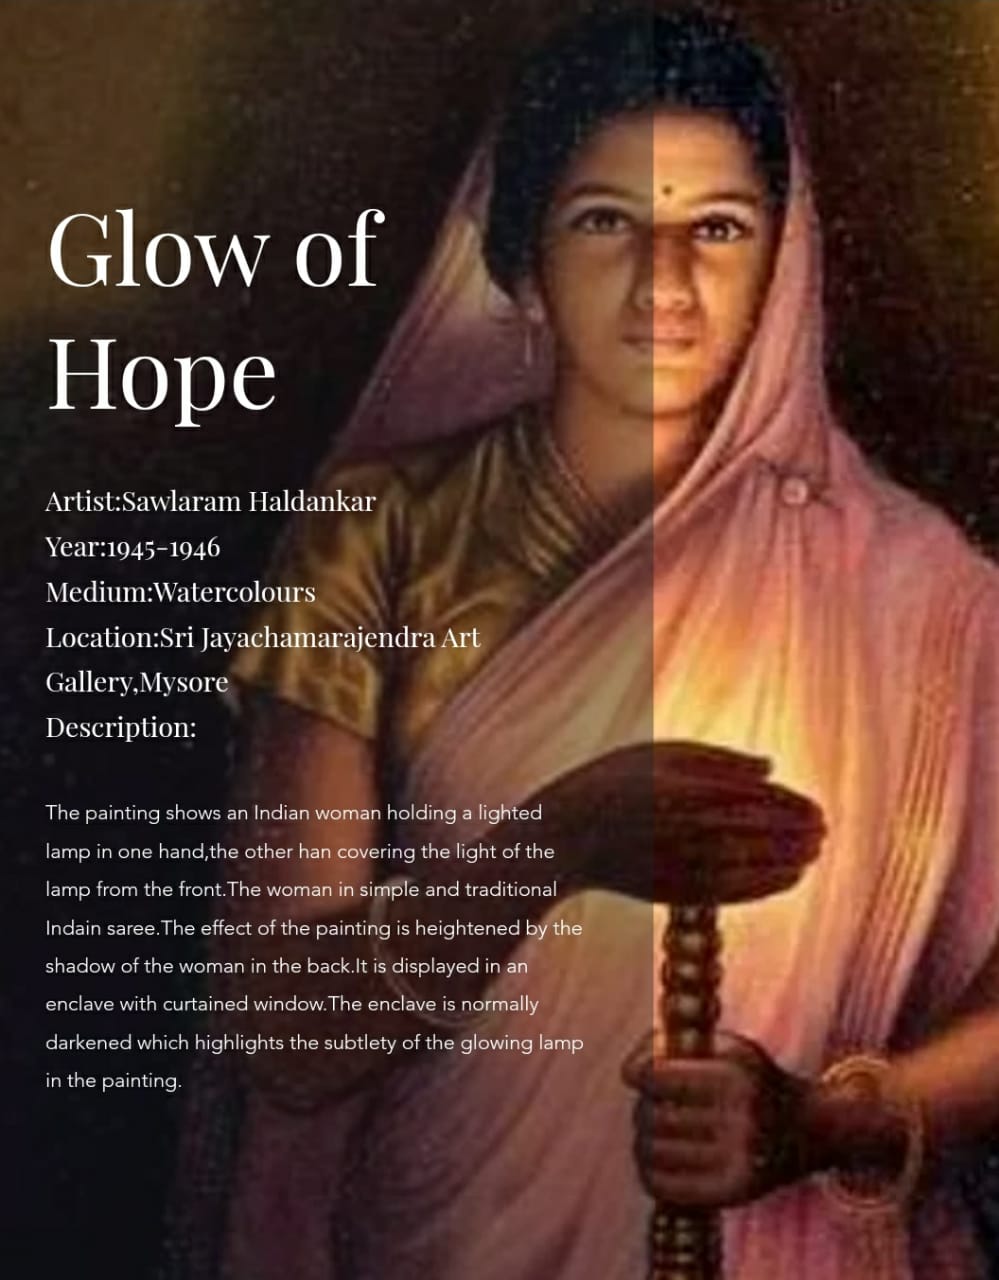 Glow of
Hope
Artist:Sawlaram Haldankar
Year:1945-1946
Medium:Watercolours
Location:Sri Jayachamarajendra Art
Gallery,Mysore
Description:
The painting shows an Indian woman holding a lighted
lamp in one hand,the other han covering the light of the
lamp from the front.The woman in simple and traditional
Indain saree.The effect of the painting is heightened by the
shadow of the woman in the back.It is displayed in an
enclave with curtained window.The enclave is normally
darkened which highlights the subtlety of the glowing lamp
in the painting.